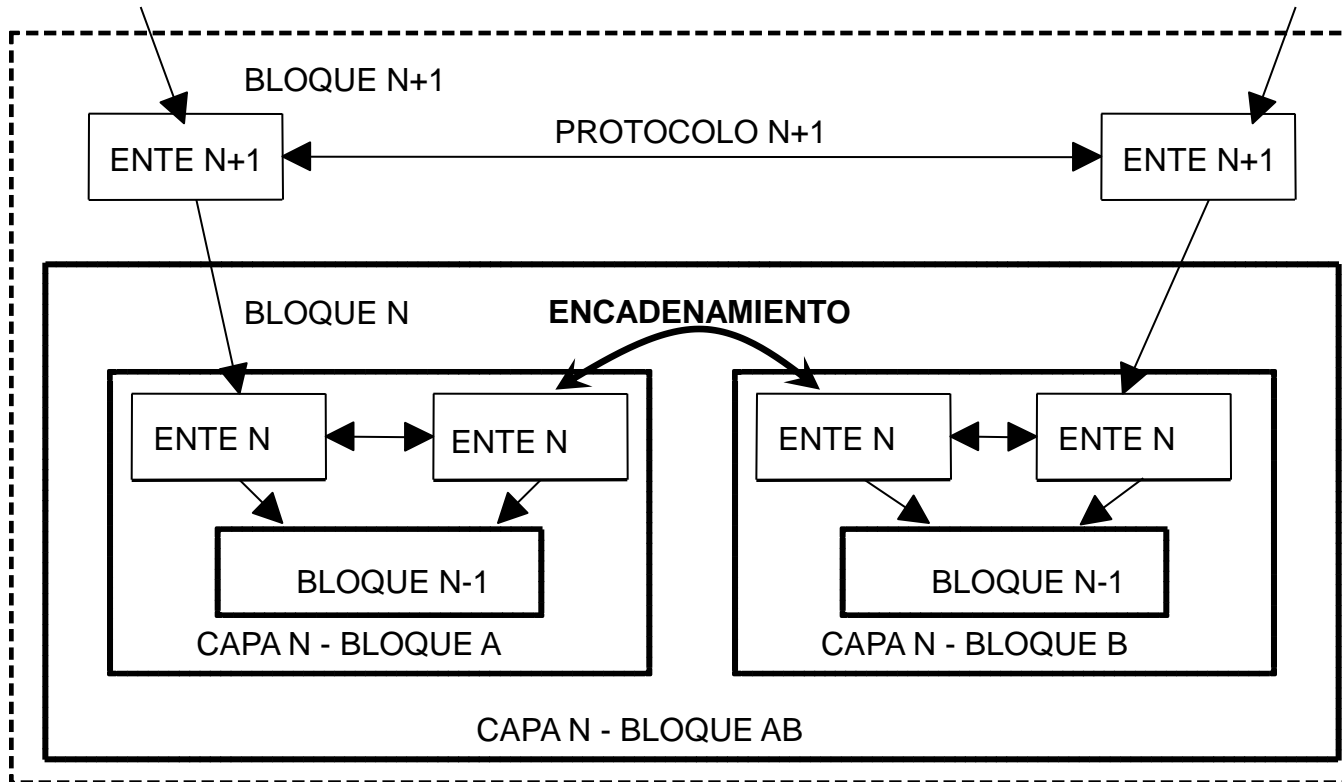 BLOQUE N+1
PROTOCOLO N+1
ENTE N+1
ENTE N+1
BLOQUE N
ENCADENAMIENTO
ENTE N
ENTE N
ENTE N
ENTE N
BLOQUE N-1
BLOQUE N-1
CAPA N - BLOQUE A
CAPA N - BLOQUE B
CAPA N - BLOQUE AB